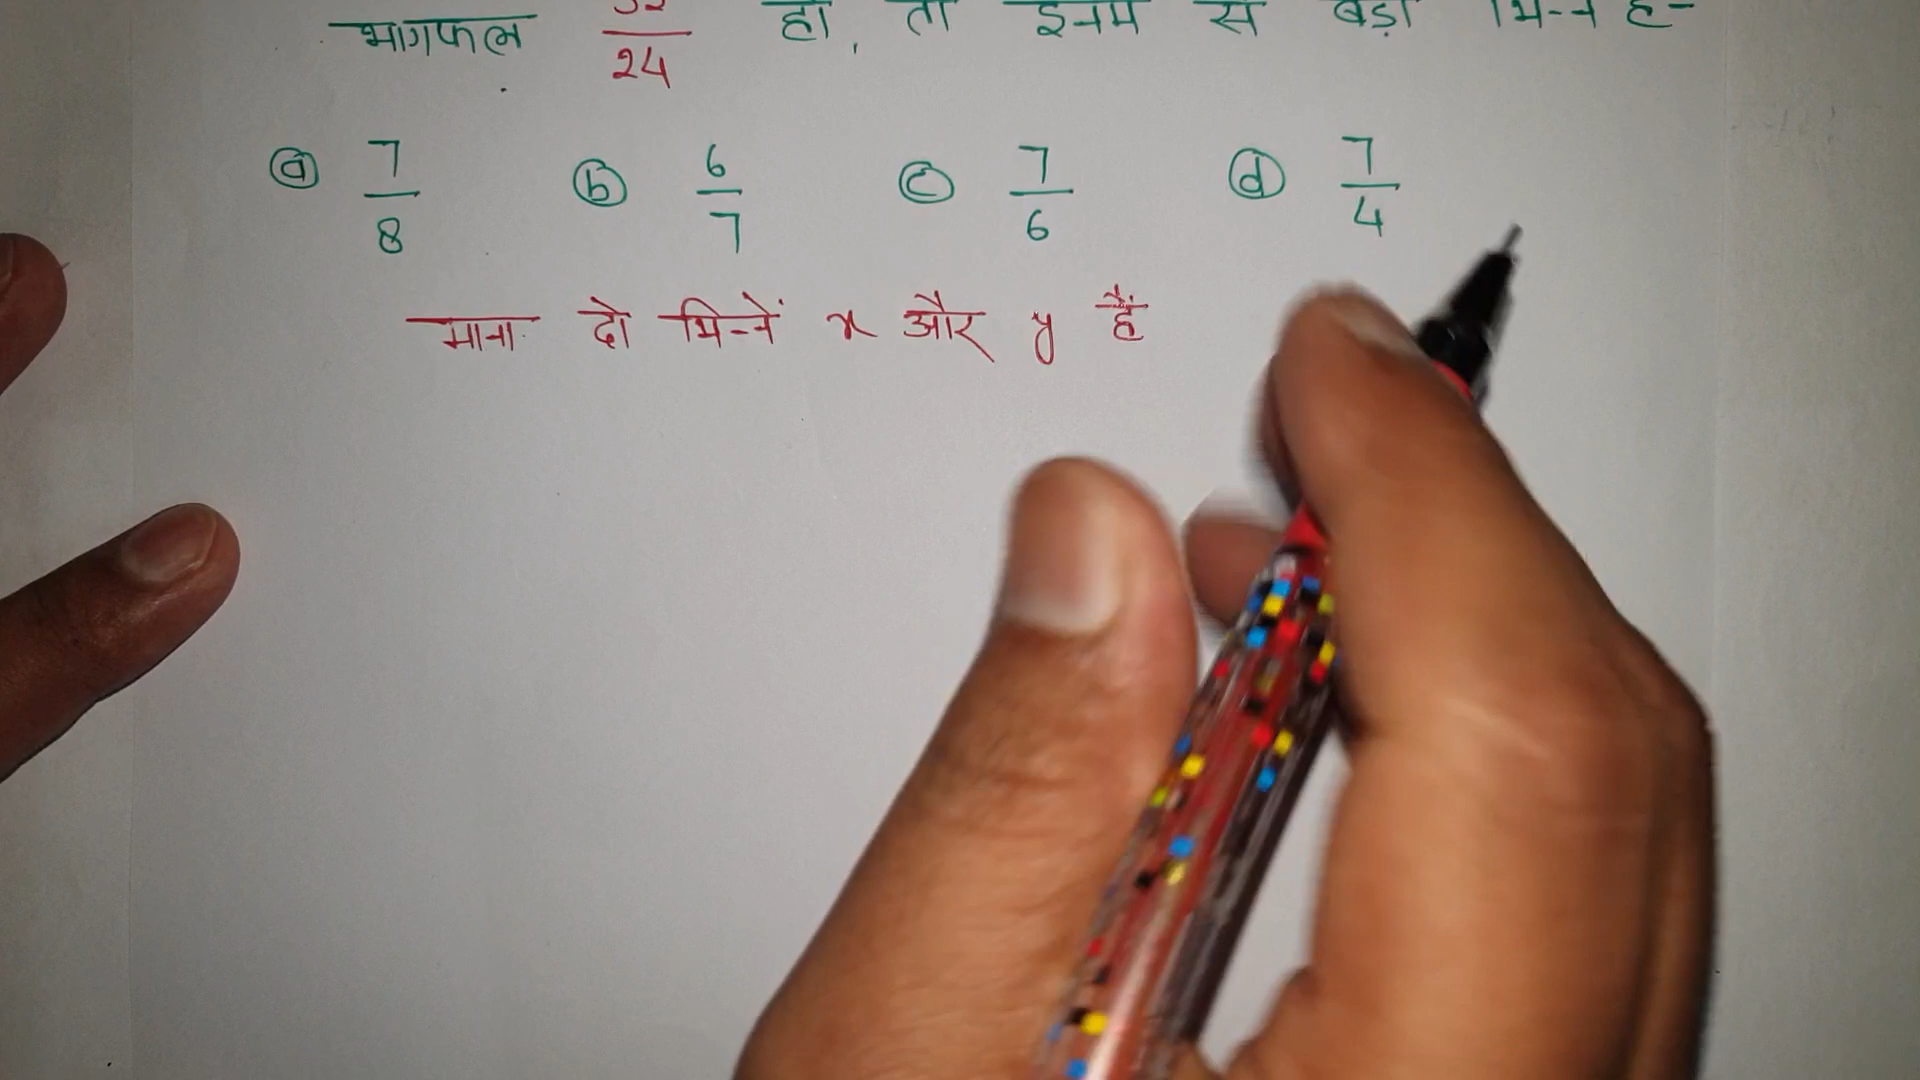 भागफल /24 हो, तो इनमें से बड़ी भिन्न है-
ⓐ 7/8 ⓑ 6/7 ⓒ 7/6 ⓓ 7/4
माना दो भिन्नें x और y हैं